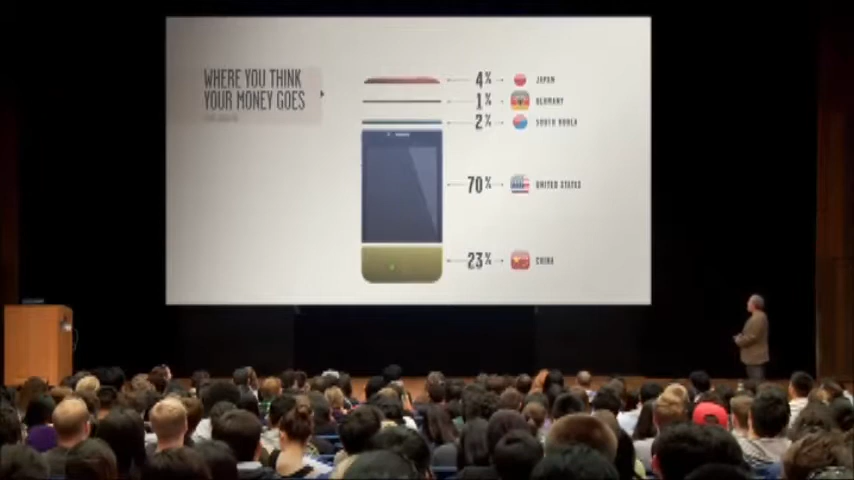 WHERE YOU THINK
YOUR MONEY GOES
4% JAPAN
1% GERMANY
2% SOUTH KOREA
70% UNITED STATES
23% CHINA